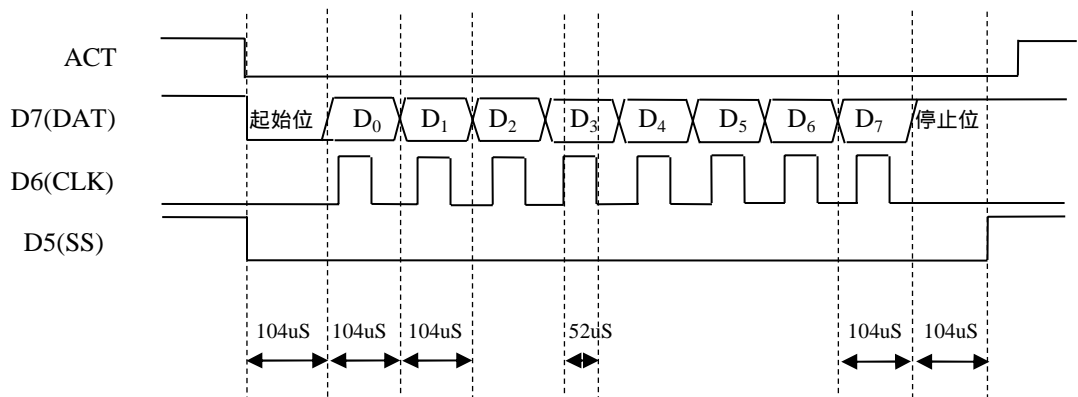 ACT
D7(DAT) 起始位 D0 D1 D2 D3 D4 D5 D6 D7 停止位
D6(CLK)
D5(SS)
104uS 104uS 104uS 52uS 104uS 104uS